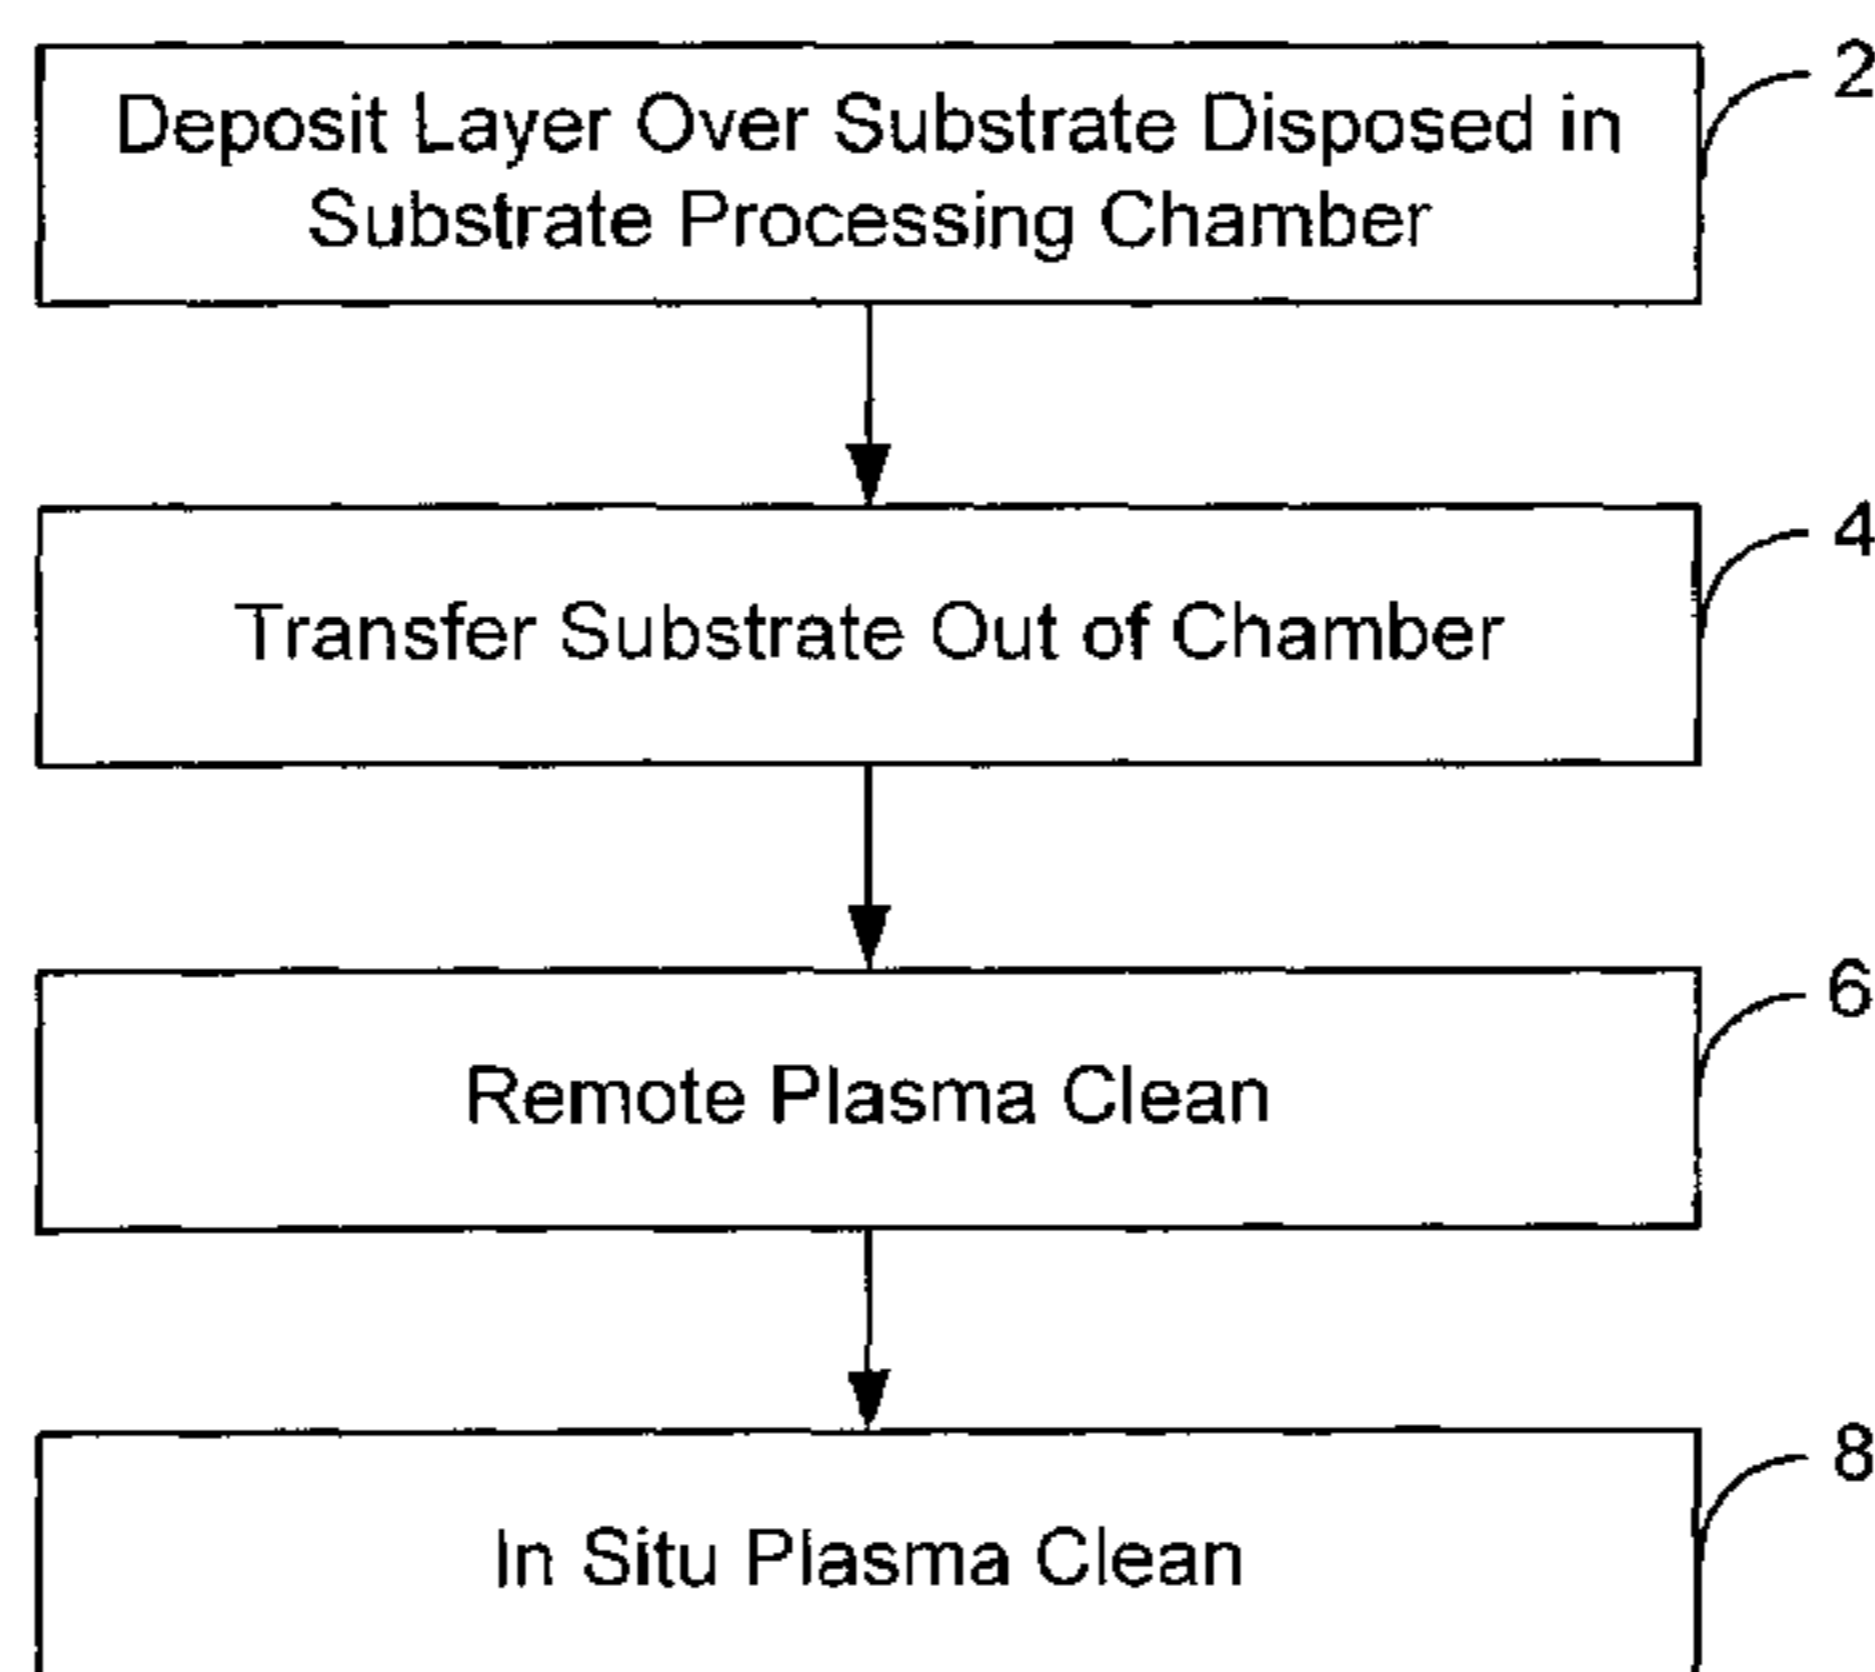 Deposit Layer Over Substrate Disposed in
Substrate Processing Chamber
2
Transfer Substrate Out of Chamber
4
Remote Plasma Clean
6
In Situ Plasma Clean
8